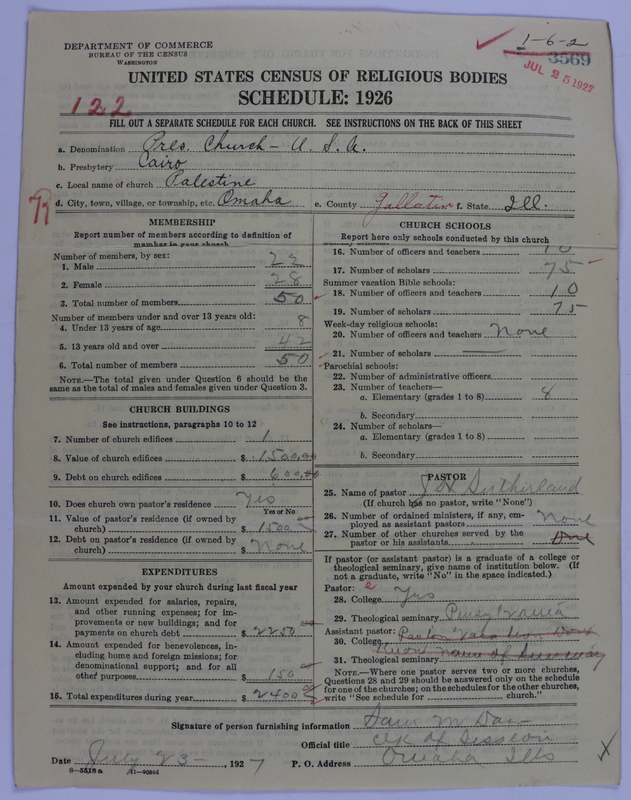 DEPARTMENT OF COMMERCE
BUREAU OF THE CENSUS
WASHINGTON
1-6-2
3569
JUL 25 1927
UNITED STATES CENSUS OF RELIGIOUS BODIES
SCHEDULE: 1926
122
FILL OUT A SEPARATE SCHEDULE FOR EACH CHURCH. SEE INSTRUCTIONS ON THE BACK OF THIS SHEET
a. Denomination Pres. Church - U. S. A.
b. Presbytery Cairo
c. Local name of church Palestine
d. City, town, village, or township, etc. Omaha e. County Gallatin f. State Ill.
MEMBERSHIP
Report number of members according to definition of
member in your church
Number of members, by sex:
1. Male 22
2. Female 28
3. Total number of members 50
Number of members under and over 13 years old:
4. Under 13 years of age 8
5. 13 years old and over 42
6. Total number of members 50
NOTE.—The total given under Question 6 should be the
same as the total of males and females given under Question 3.
CHURCH BUILDINGS
See instructions, paragraphs 10 to 12
7. Number of church edifices 1
8. Value of church edifices $ 1500.00
9. Debt on church edifices $ 600.00
10. Does church own pastor's residence Yes
Yes or No
11. Value of pastor's residence (if owned by
church) $ 1500
12. Debt on pastor's residence (if owned by
church) $ None
EXPENDITURES
Amount expended by your church during last fiscal year
13. Amount expended for salaries, repairs,
and other running expenses; for im-
provements or new buildings; and for
payments on church debt $ 2250
14. Amount expended for benevolences, in-
cluding home and foreign missions; for
denominational support; and for all
other purposes $ 150
15. Total expenditures during year $ 2400
CHURCH SCHOOLS
Report here only schools conducted by this church
16. Number of officers and teachers 10
17. Number of scholars 75
Summer vacation Bible schools:
18. Number of officers and teachers 10
19. Number of scholars 75
Week-day religious schools:
20. Number of officers and teachers None
21. Number of scholars
Parochial schools:
22. Number of administrative officers
23. Number of teachers—
a. Elementary (grades 1 to 8) 8
b. Secondary
24. Number of scholars—
a. Elementary (grades 1 to 8)
b. Secondary
PASTOR
25. Name of pastor J H Sutherland
(If church has no pastor, write "None")
26. Number of ordained ministers, if any, em-
ployed as assistant pastors None
27. Number of other churches served by the
pastor or his assistants
If pastor (or assistant pastor) is a graduate of a college or
theological seminary, give name of institution below. (If
not a graduate, write "No" in the space indicated.)
Pastor: 2
28. College Yes
29. Theological seminary
Assistant pastor:
30. College
31. Theological seminary
NOTE.—Where one pastor serves two or more churches,
Questions 28 and 29 should be answered only on the schedule
for one of the churches; on the schedules for the other churches,
write "See schedule for church."
Signature of person furnishing information Sam M
Official title Clk of Session
Date July 23 -, 1927 P. O. Address Omaha Ills
8—5518 a